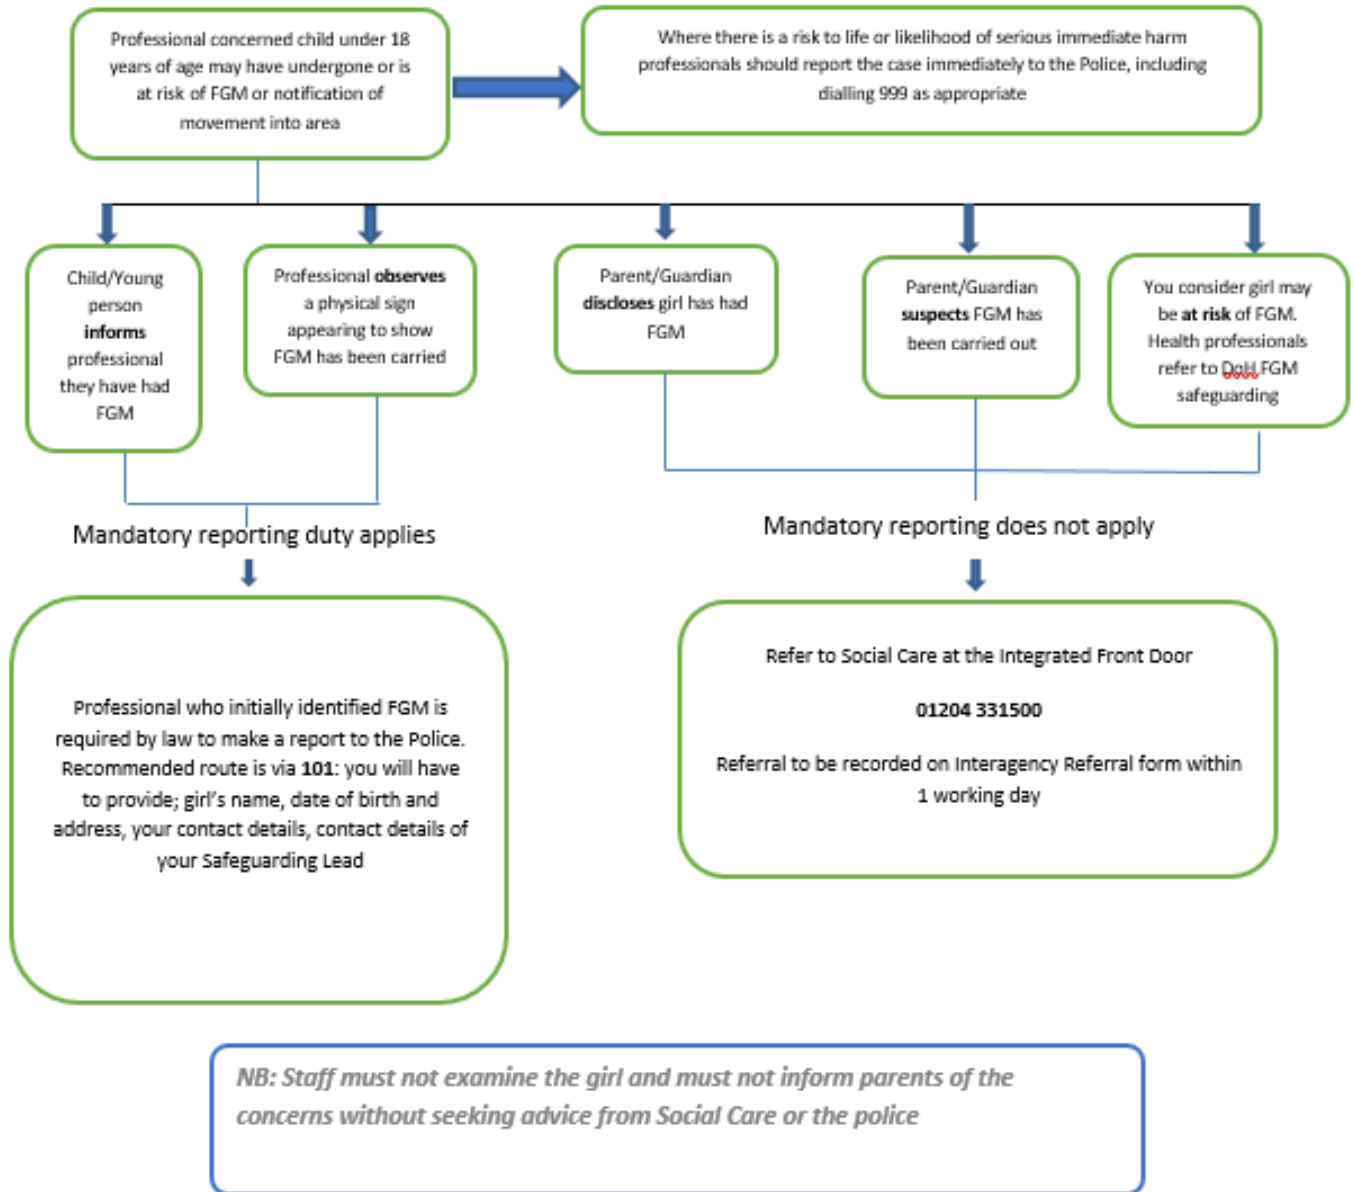 Professional concerned child under 18
years of age may have undergone or is
at risk of FGM or notification of
movement into area
Where there is a risk to life or likelihood of serious immediate harm
professionals should report the case immediately to the Police, including
dialling 999 as appropriate
Child/Young
person
informs
professional
they have had
FGM
Professional observes
a physical sign
appearing to show
FGM has been carried
Parent/Guardian
discloses girl has had
FGM
Parent/Guardian
suspects FGM has
been carried out
You consider girl may
be at risk of FGM.
Health professionals
refer to DoH FGM
safeguarding
Mandatory reporting duty applies
Mandatory reporting does not apply
Professional who initially identified FGM is
required by law to make a report to the Police.
Recommended route is via 101: you will have
to provide; girl's name, date of birth and
address, your contact details, contact details of
your Safeguarding Lead
Refer to Social Care at the Integrated Front Door
01204 331500
Referral to be recorded on Interagency Referral form within
1 working day
NB: Staff must not examine the girl and must not inform parents of the
concerns without seeking advice from Social Care or the police